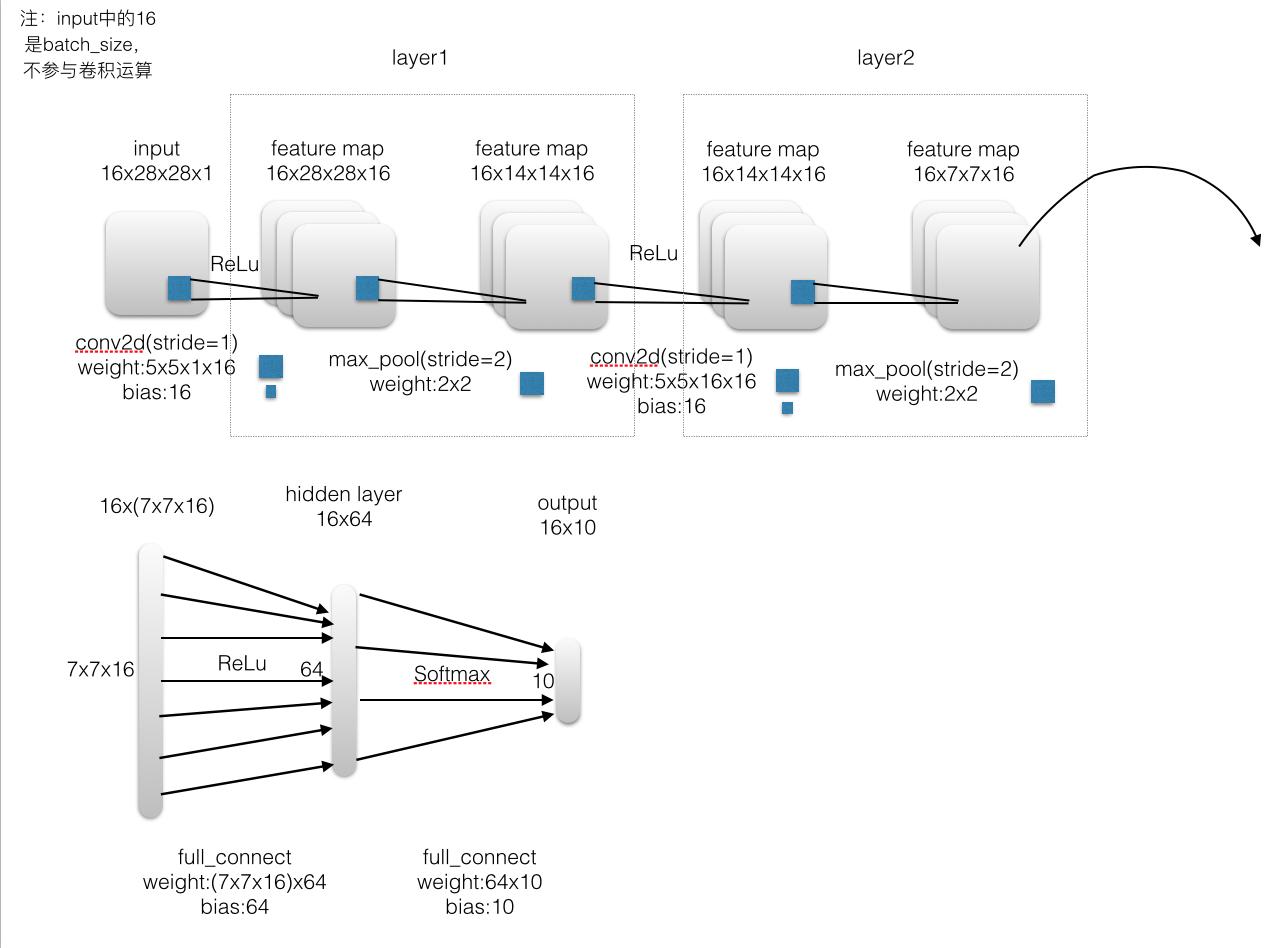 注：input中的16
是batch_size，
不参与卷积运算
layer1
layer2
input
16x28x28x1
feature map
16x28x28x16
feature map
16x14x14x16
feature map
16x14x14x16
feature map
16x7x7x16
ReLu
ReLu
conv2d(stride=1)
weight:5x5x1x16
bias:16
max_pool(stride=2)
weight:2x2
conv2d(stride=1)
weight:5x5x16x16
bias:16
max_pool(stride=2)
weight:2x2
16x(7x7x16)
hidden layer
16x64
output
16x10
7x7x16
ReLu
64
Softmax
10
full_connect
weight:(7x7x16)x64
bias:64
full_connect
weight:64x10
bias:10